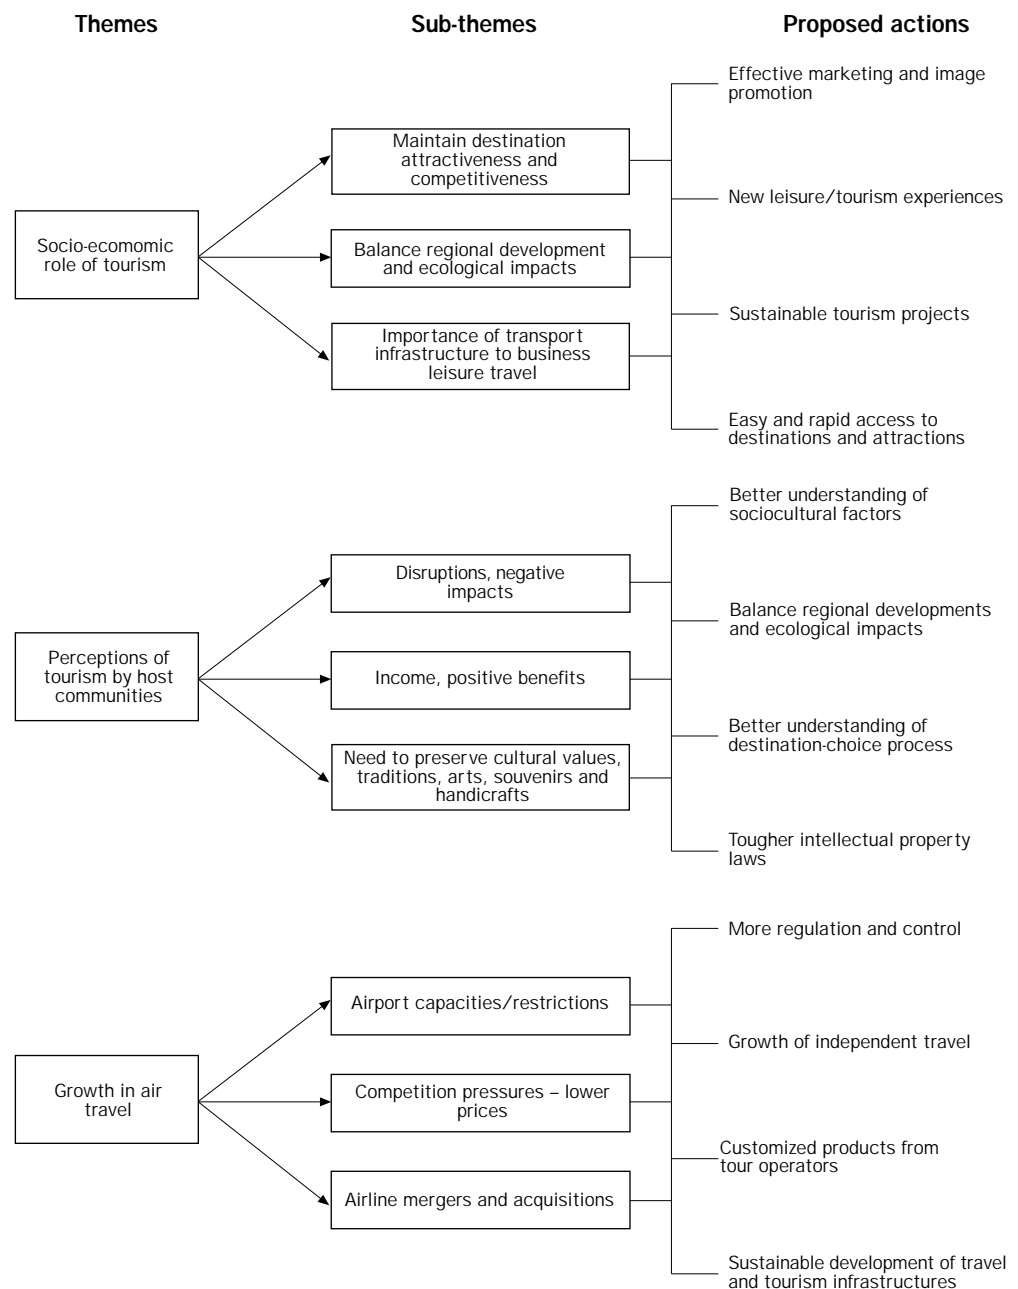 Themes
Sub-themes
Proposed actions
Socio-ecomomic
role of tourism
Maintain destination
attractiveness and
competitiveness
Balance regional development
and ecological impacts
Importance of transport
infrastructure to business
leisure travel
Effective marketing and image
promotion
New leisure/tourism experiences
Sustainable tourism projects
Easy and rapid access to
destinations and attractions
Perceptions of
tourism by host
communities
Disruptions, negative
impacts
Income, positive benefits
Need to preserve cultural values,
traditions, arts, souvenirs and
handicrafts
Better understanding of
sociocultural factors
Balance regional developments
and ecological impacts
Better understanding of
destination-choice process
Tougher intellectual property
laws
Growth in air
travel
Airport capacities/restrictions
Competition pressures – lower
prices
Airline mergers and acquisitions
More regulation and control
Growth of independent travel
Customized products from
tour operators
Sustainable development of travel
and tourism infrastructures